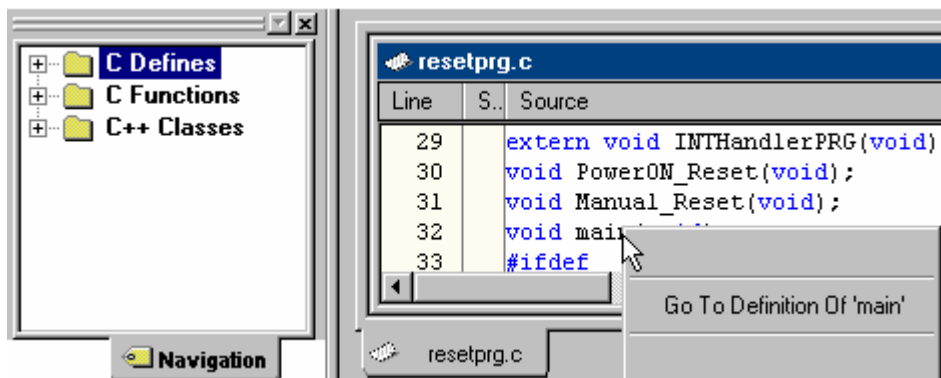 C Defines
C Functions
C++ Classes
Navigation
resetprg.c
Line S.. Source
29 extern void INTHandlerPRG(void)
30 void PowerON_Reset(void);
31 void Manual_Reset(void);
32 void main
33 #ifdef
Go To Definition Of 'main'
resetprg.c